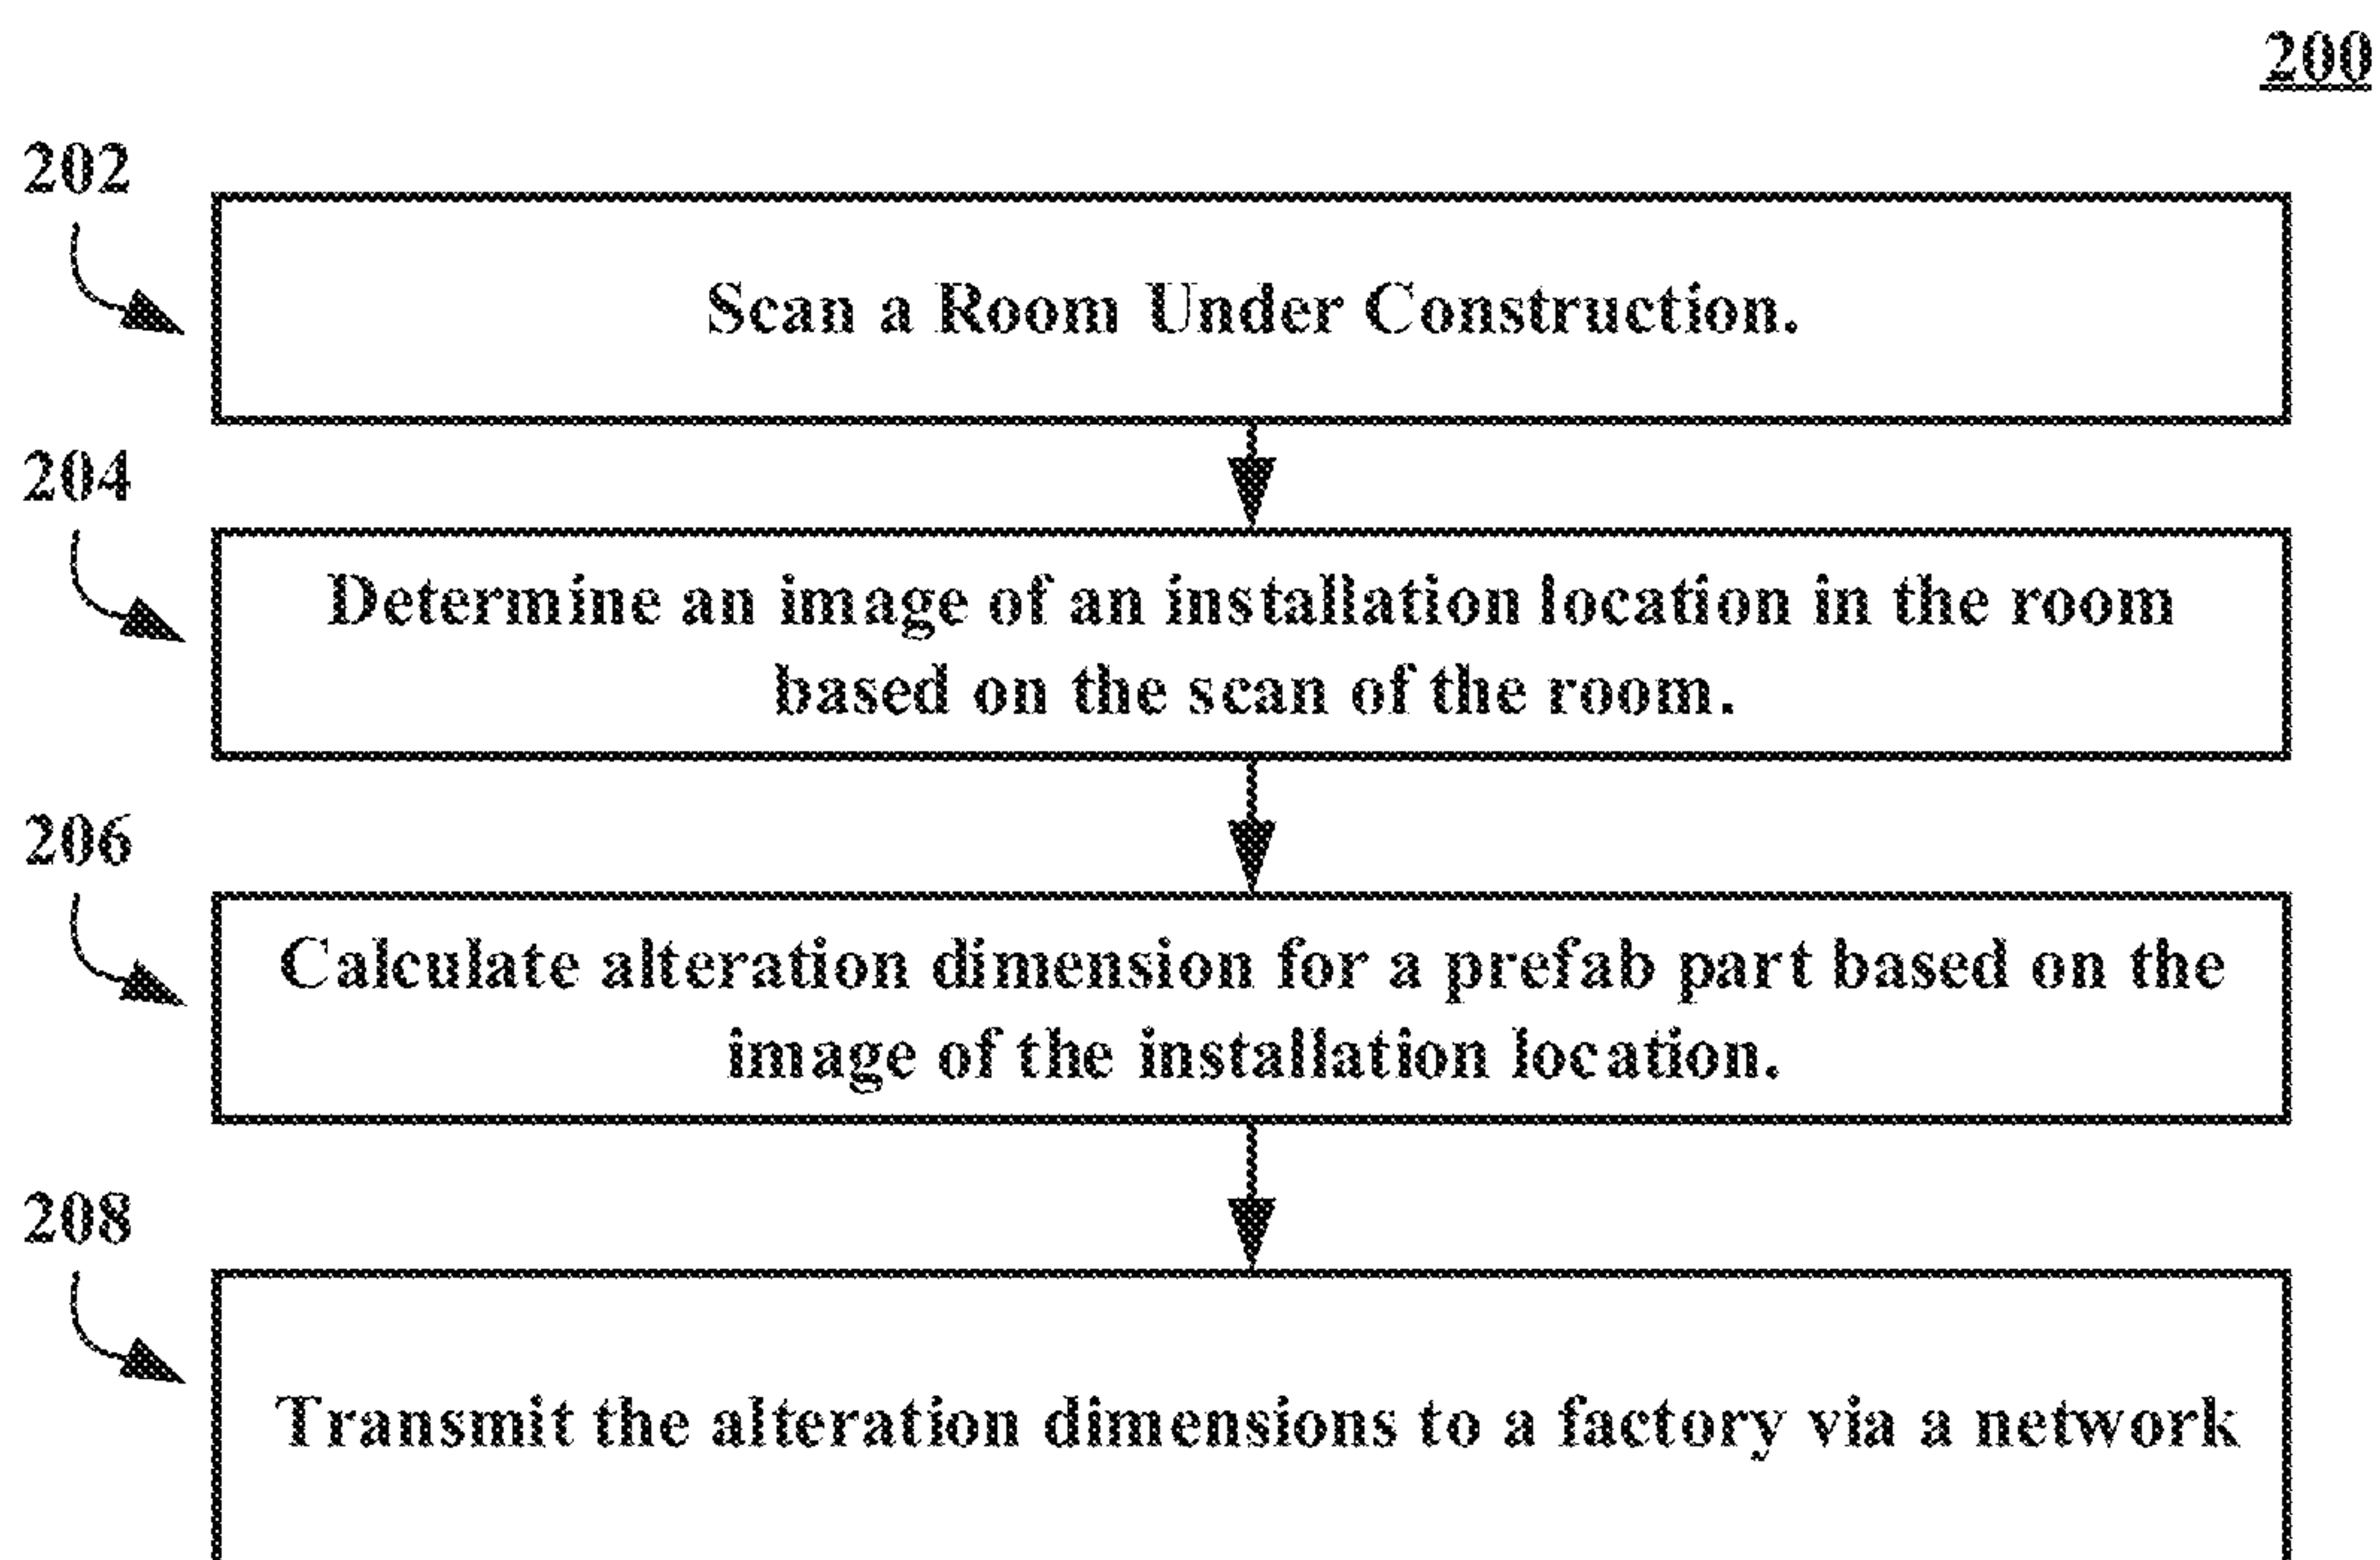 200
202
Scan a Room Under Construction.
204
Determine an image of an installation location in the room
based on the scan of the room.
206
Calculate alteration dimension for a prefab part based on the
image of the installation location.
208
Transmit the alteration dimensions to a factory via a network